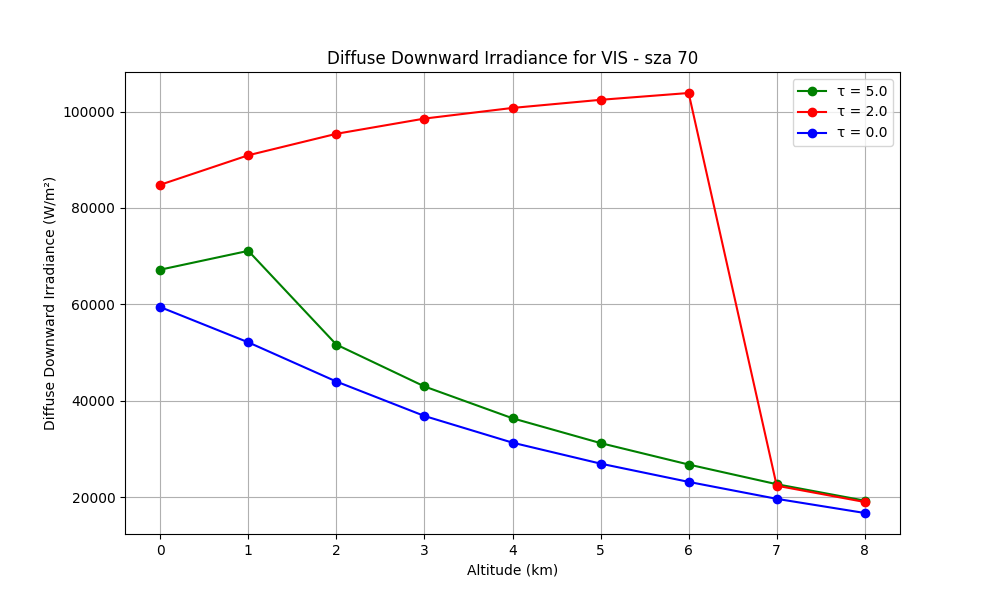 Diffuse Downward Irradiance for VIS - sza 70
τ = 5.0
τ = 2.0
τ = 0.0
Diffuse Downward Irradiance (W/m²)
100000
80000
60000
40000
20000
0 1 2 3 4 5 6 7 8
Altitude (km)